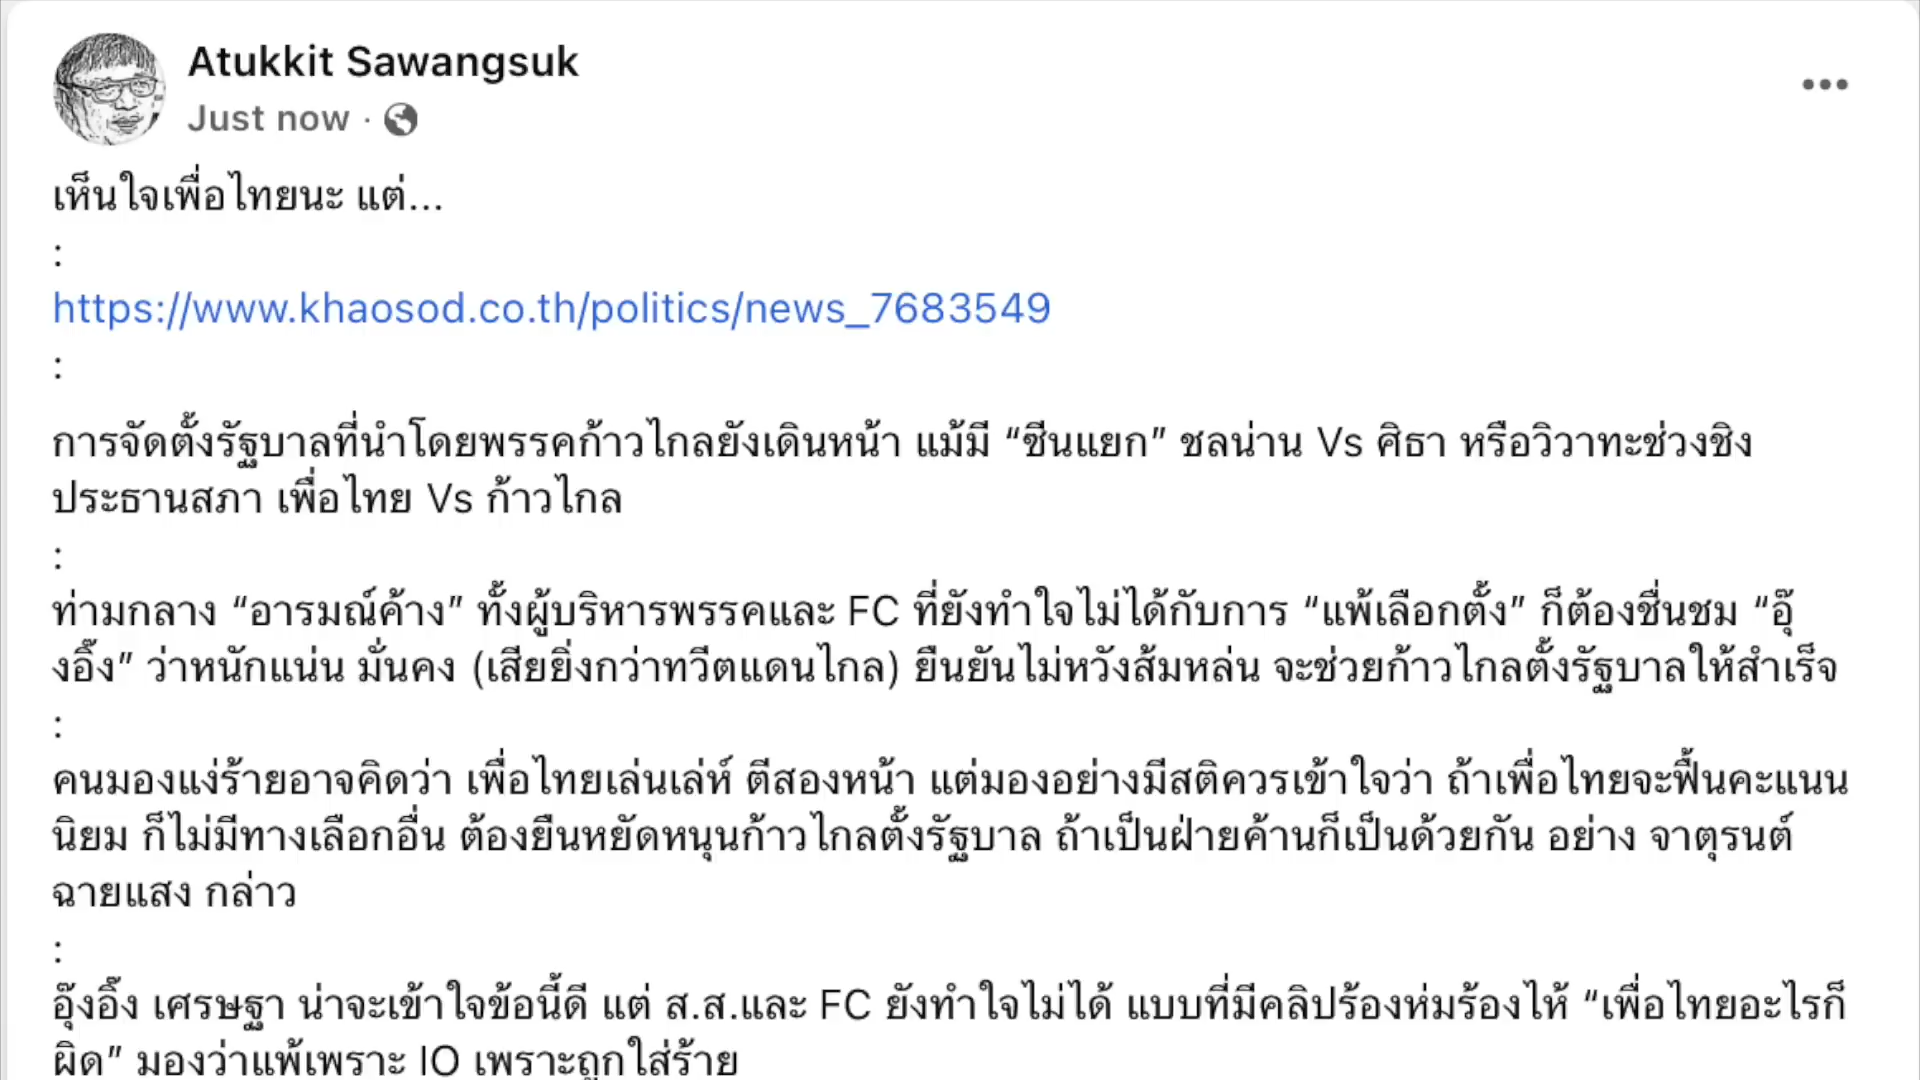 Atukkit Sawangsuk
Just now ·
เห็นใจเพื่อไทยนะ แต่...
:
https://www.khaosod.co.th/politics/news_7683549
:
การจัดตั้งรัฐบาลที่นำโดยพรรคก้าวไกลยังเดินหน้า แม้มี “ซีนแยก” ชลน่าน Vs ศิธา หรือวิวาทะช่วงชิง
ประธานสภา เพื่อไทย Vs ก้าวไกล
:
ท่ามกลาง “อารมณ์ค้าง” ทั้งผู้บริหารพรรคและ FC ที่ยังทำใจไม่ได้กับการ “แพ้เลือกตั้ง” ก็ต้องชื่นชม “อุ๊
งอิ๊ง” ว่าหนักแน่น มั่นคง (เสียยิ่งกว่าทวีตแดนไกล) ยืนยันไม่หวังส้มหล่น จะช่วยก้าวไกลตั้งรัฐบาลให้สำเร็จ
:
คนมองแง่ร้ายอาจคิดว่า เพื่อไทยเล่นเล่ห์ ตีสองหน้า แต่มองอย่างมีสติควรเข้าใจว่า ถ้าเพื่อไทยจะฟื้นคะแนน
นิยม ก็ไม่มีทางเลือกอื่น ต้องยืนหยัดหนุนก้าวไกลตั้งรัฐบาล ถ้าเป็นฝ่ายค้านก็เป็นด้วยกัน อย่าง จาตุรนต์
ฉายแสง กล่าว
:
อุ๊งอิ๊ง เศรษฐา น่าจะเข้าใจข้อนี้ดี แต่ ส.ส.และ FC ยังทำใจไม่ได้ แบบที่มีคลิปร้องห่มร้องไห้ “เพื่อไทยอะไรก็
ผิด” มองว่าแพ้เพราะ IO เพราะถูกใส่ร้าย